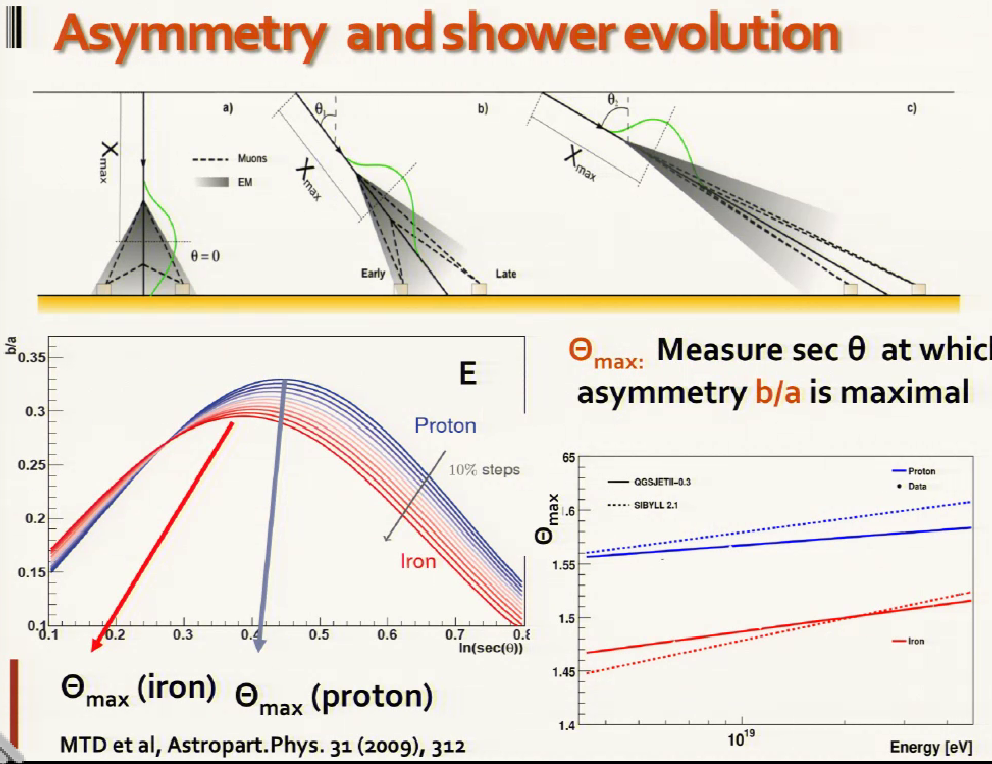 Asymmetry and shower evolution
a)
b)
c)
θ₁
θ₂
Xmax
Xmax
Xmax
Muons
EM
θ = 0
Early
Late
b/a
0.35
0.3
0.25
0.2
0.15
0.1
E
Proton
10% steps
Iron
0.1 0.2 0.3 0.4 0.5 0.6 0.7 0.8
ln(sec(θ))
Θmax (iron) Θmax (proton)
MTD et al, Astropart.Phys. 31 (2009), 312
Θmax: Measure sec θ at which
asymmetry b/a is maximal
Θmax
65
1.6
1.55
1.5
1.45
1.4
QGSJETII-0.3
SIBYLL 2.1
Proton
Data
Iron
10¹⁹
Energy [eV]